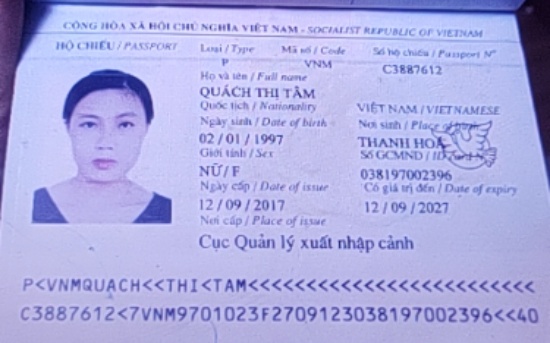 CỘNG HÒA XÃ HỘI CHỦ NGHĨA VIỆT NAM - SOCIALIST REPUBLIC OF VIETNAM
HỘ CHIẾU / PASSPORT Loại / Type Mã số / Code Số hộ chiếu / Passport Nº
P VNM C3887612
Họ và tên / Full name
QUÁCH THỊ TÂM
Quốc tịch / Nationality VIỆT NAM / VIETNAMESE
Ngày sinh / Date of birth Nơi sinh / Place of
02 / 01 / 1997 THANH HOÁ
Giới tính / Sex Số GCMND / ID
NỮ / F 038197002396
Ngày cấp / Date of issue Có giá trị đến / Date of expiry
12 / 09 / 2017 12 / 09 / 2027
Nơi cấp / Place of issue
Cục Quản lý xuất nhập cảnh
P<VNMQUACH<<THI<TAM<<<<<<<<<<<<<<<<<<<<<<<<<
C3887612<7VNM9701023F2709123038197002396<<40